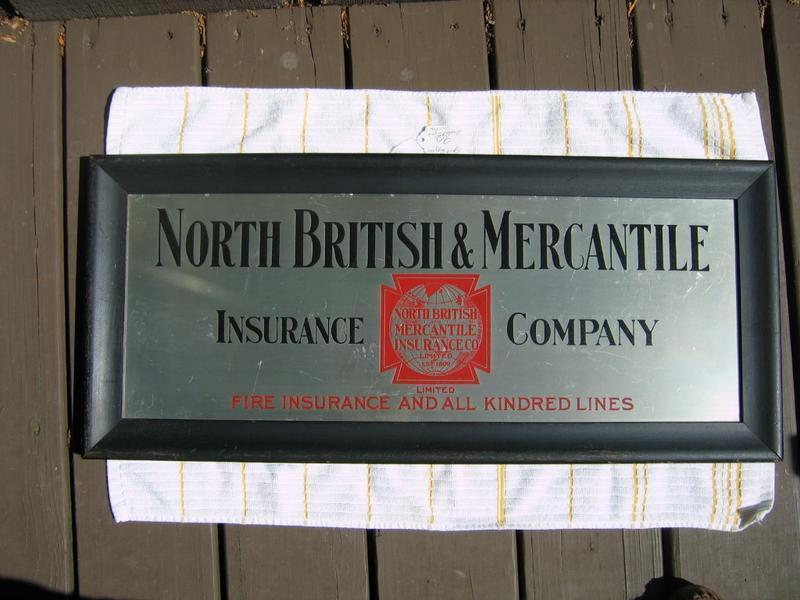 NORTH BRITISH & MERCANTILE
INSURANCE COMPANY
NORTH BRITISH
MERCANTILE
INSURANCE CO
LIMITED.
EST. 1809
LIMITED.
FIRE INSURANCE AND ALL KINDRED LINES